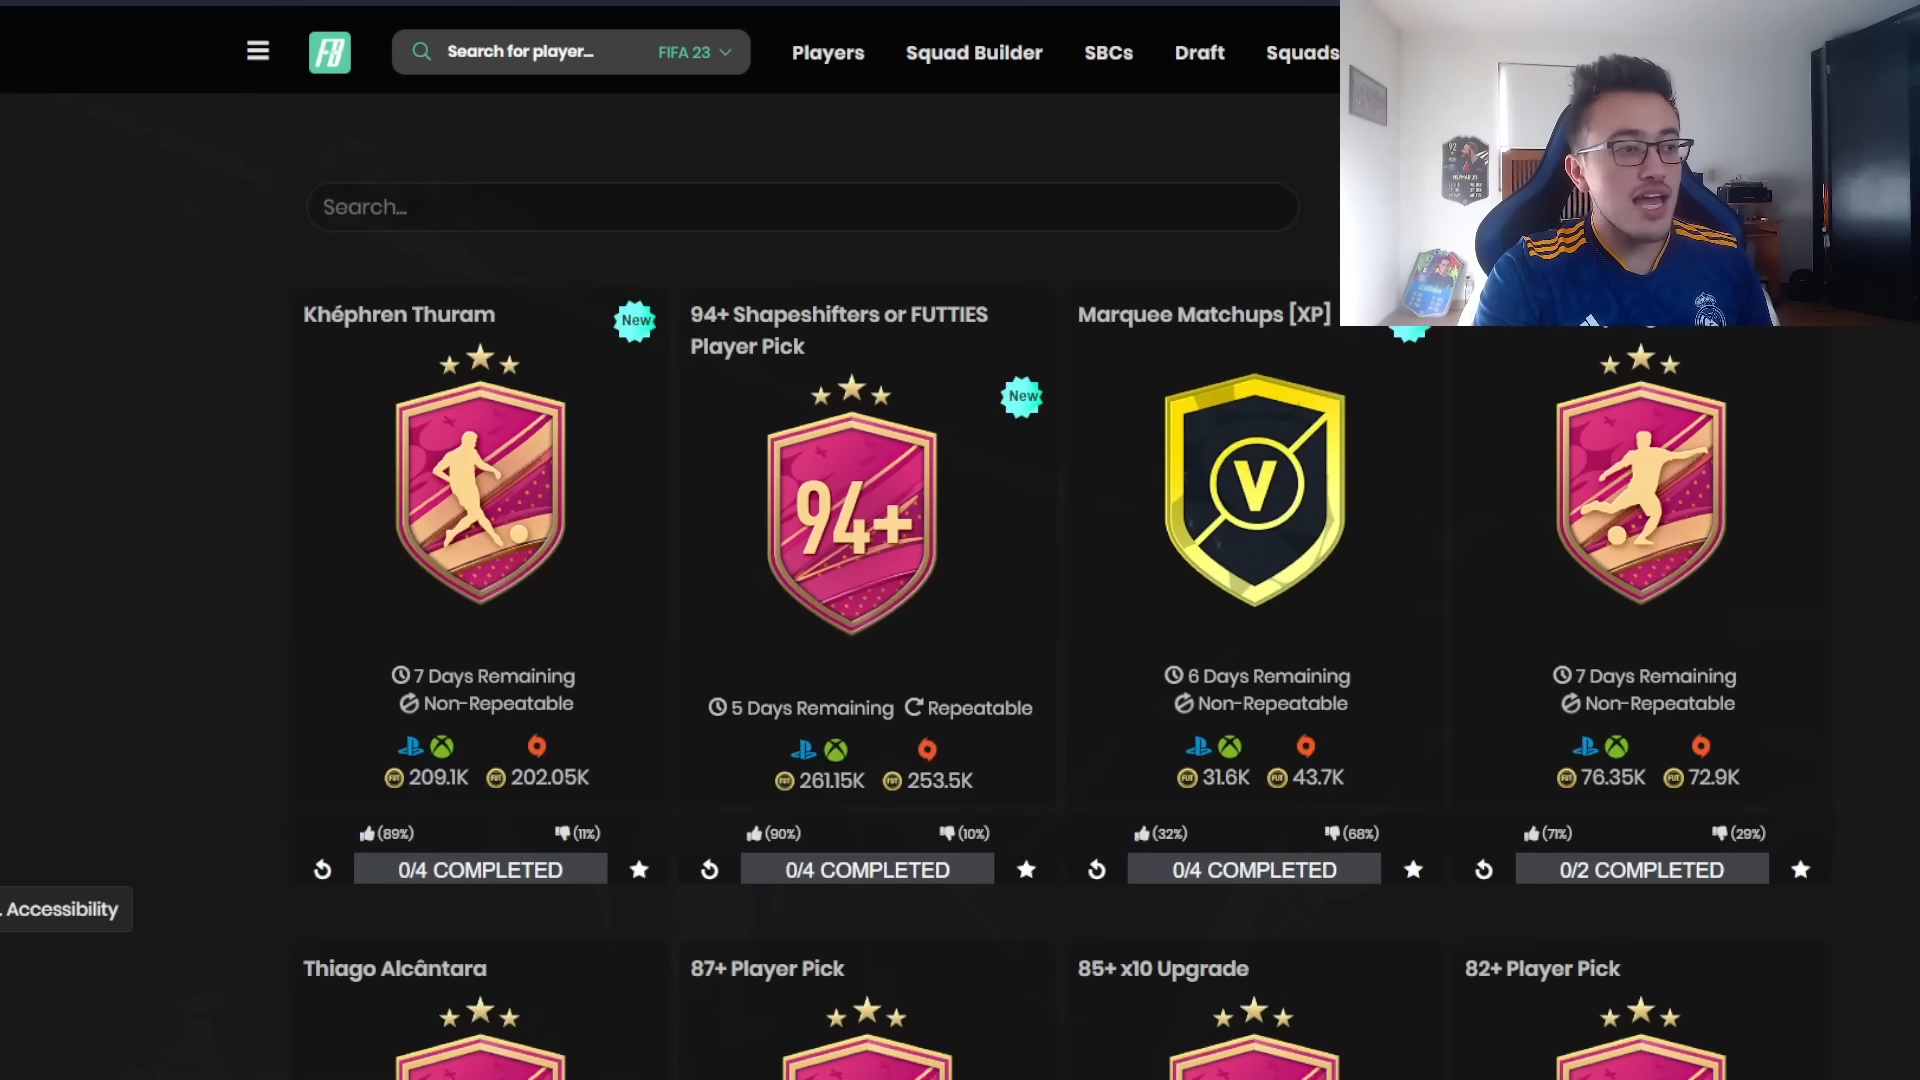 F8
Search for player...
FIFA 23
Players
Squad Builder
SBCs
Draft
Squads
Search...
Khéphren Thuram
New
7 Days Remaining
Non-Repeatable
209.1K
202.05K
(89%)
(11%)
0/4 COMPLETED
94+ Shapeshifters or FUTTIES
Player Pick
New
94+
5 Days Remaining
Repeatable
261.15K
253.5K
(90%)
(10%)
0/4 COMPLETED
Marquee Matchups [XP]
V
6 Days Remaining
Non-Repeatable
31.6K
43.7K
(32%)
(68%)
0/4 COMPLETED
7 Days Remaining
Non-Repeatable
76.35K
72.9K
(71%)
(29%)
0/2 COMPLETED
. Accessibility
Thiago Alcântara
87+ Player Pick
85+ x10 Upgrade
82+ Player Pick
92
NEYMAR JR